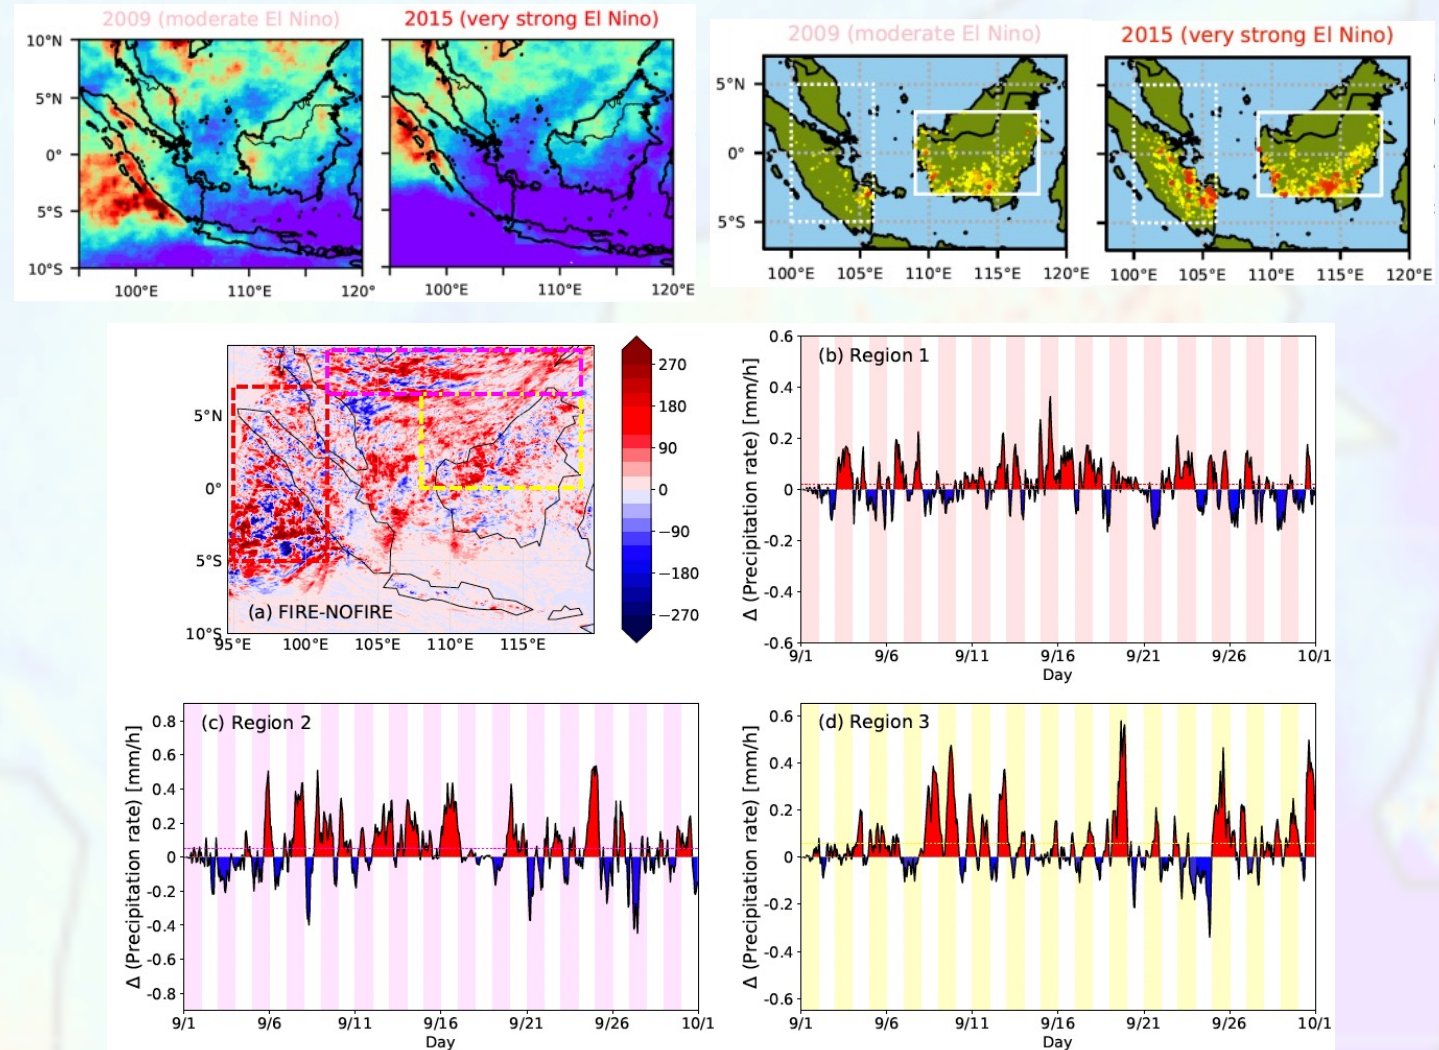 2009 (moderate El Nino)
2015 (very strong El Nino)
10°N
5°N
0°
5°S
10°S
100°E
110°E
120°
100°E
110°E
120°E
2009 (moderate El Nino)
2015 (very strong El Nino)
5°N
0°
5°S
100°E
105°E
110°E
115°E
120°E
100°E
105°E
110°E
115°E
120°E
5°N
0°
5°S
10°S
95°E
100°E
105°E
110°E
115°E
(a) FIRE-NOFIRE
270
180
90
0
−90
−180
−270
(b) Region 1
Δ (Precipitation rate) [mm/h]
0.6
0.4
0.2
0
-0.2
-0.4
-0.6
9/1
9/6
9/11
9/16
9/21
9/26
10/1
Day
(c) Region 2
Δ (Precipitation rate) [mm/h]
0.8
0.6
0.4
0.2
0
-0.2
-0.4
-0.6
-0.8
9/1
9/6
9/11
9/16
9/21
9/26
10/1
Day
(d) Region 3
Δ (Precipitation rate) [mm/h]
0.6
0.4
0.2
0
-0.2
-0.4
-0.6
9/1
9/6
9/11
9/16
9/21
9/26
10/1
Day